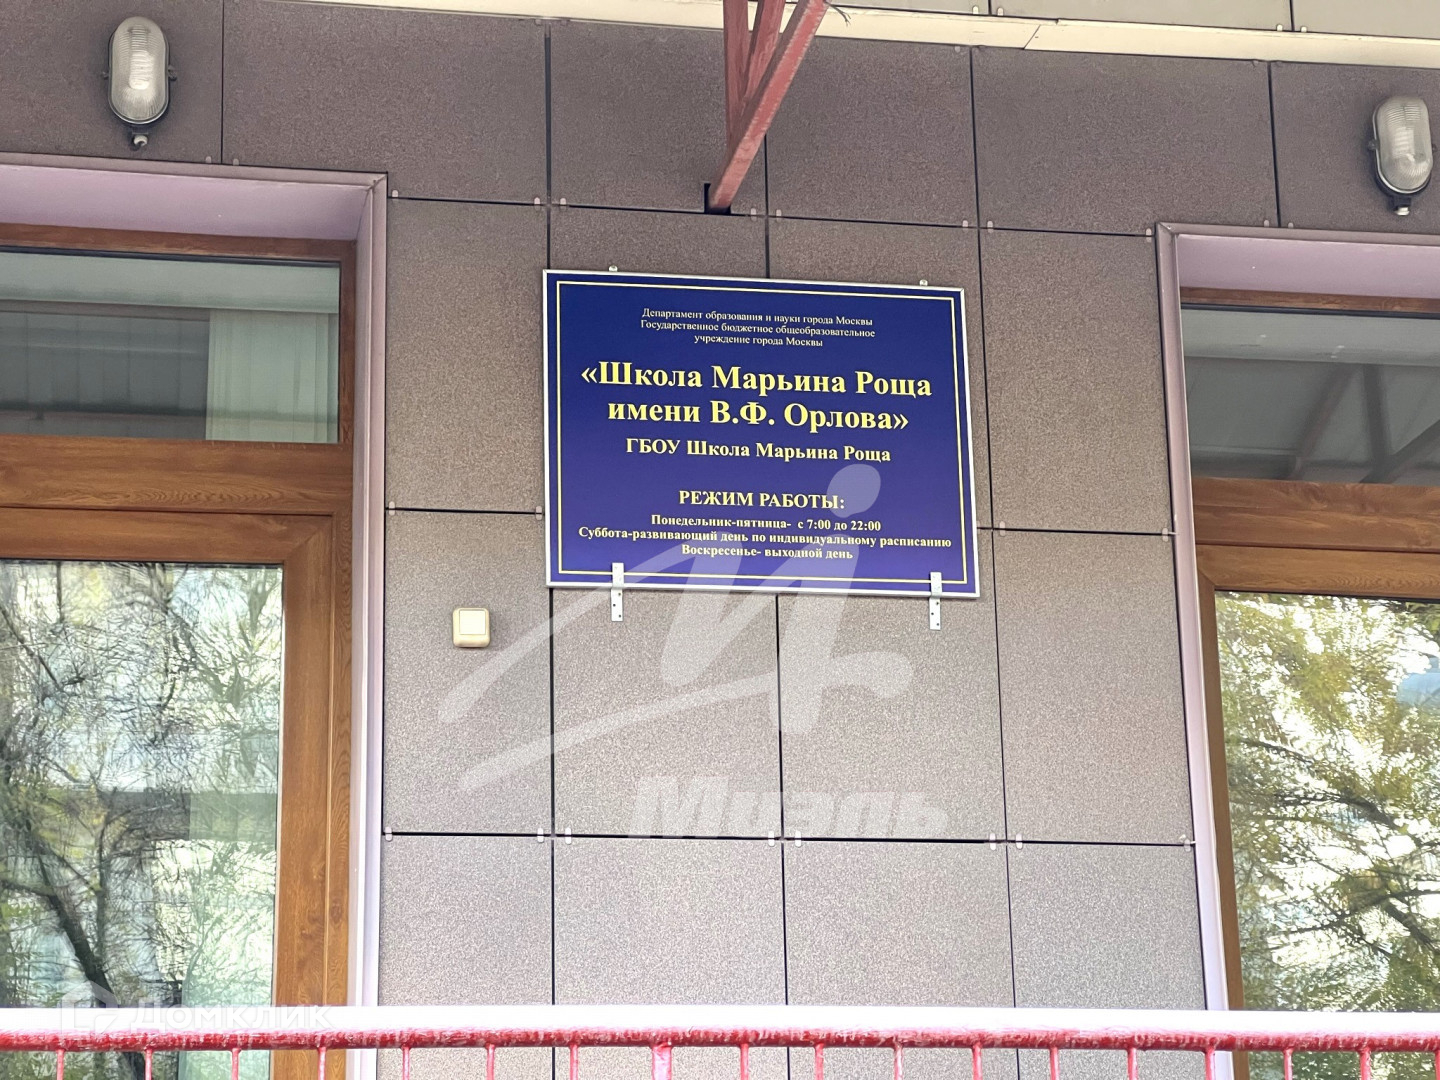 Департамент образования и науки города Москвы
Государственное бюджетное общеобразовательное
учреждение города Москвы
«Школа Марьина Роща
имени В.Ф. Орлова»
ГБОУ Школа Марьина Роща
РЕЖИМ РАБОТЫ:
Понедельник-пятница- с 7:00 до 22:00
Суббота-развивающий день по индивидуальному расписанию
Воскресенье- выходной день
Миэль
Домклик